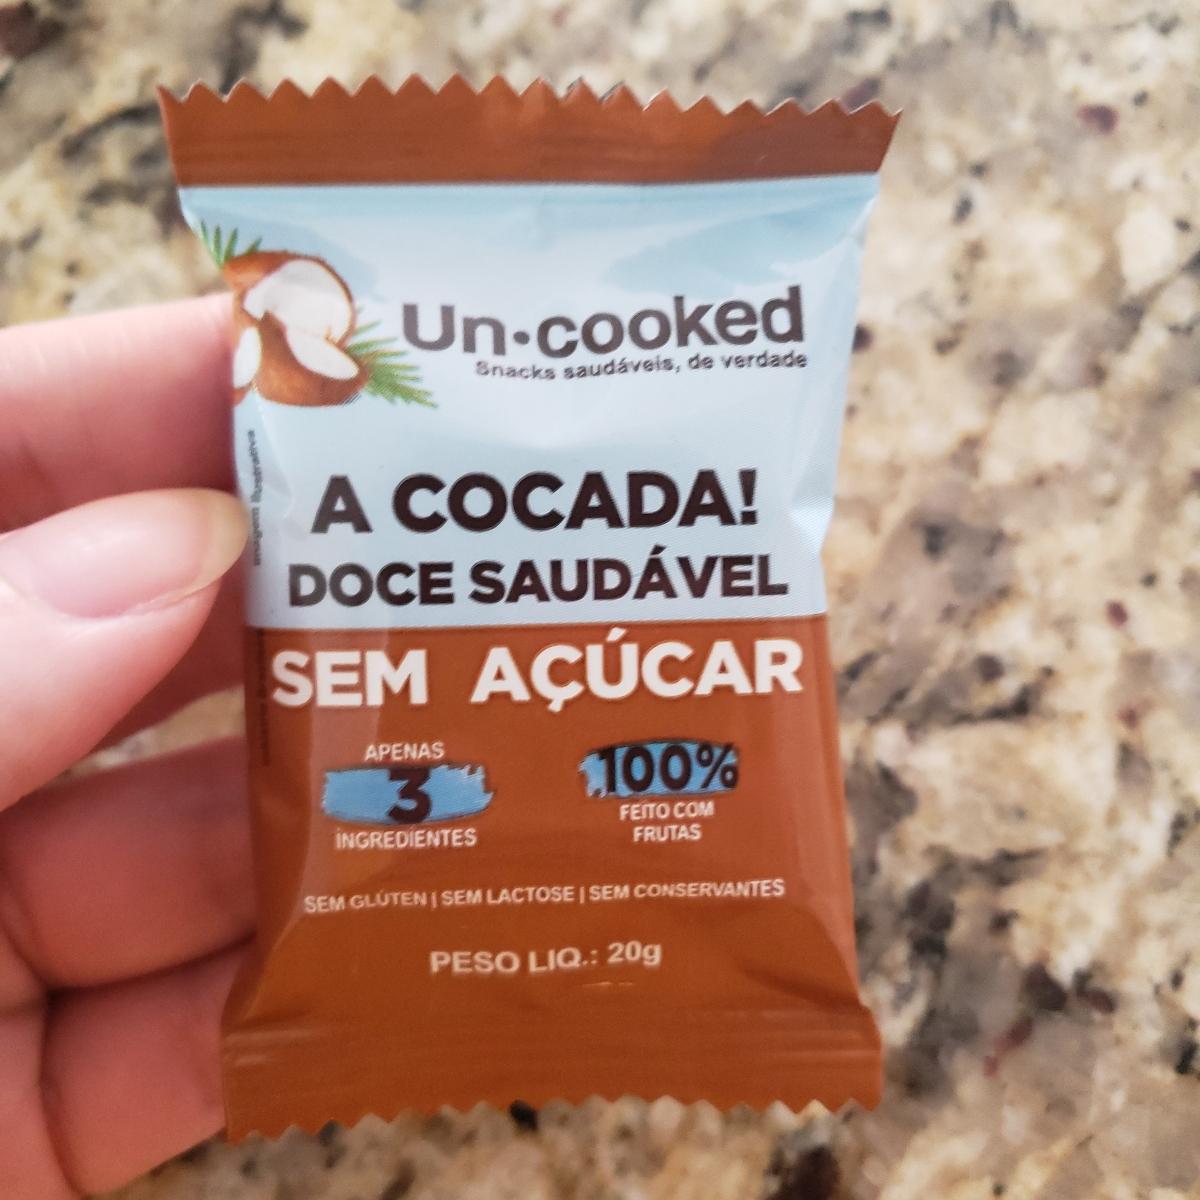 Un·cooked
Snacks saudáveis, de verdade
A COCADA!
DOCE SAUDÁVEL
SEM AÇÚCAR
APENAS
3
INGREDIENTES
100%
FEITO COM
FRUTAS
SEM GLÚTEN | SEM LACTOSE | SEM CONSERVANTES
PESO LIQ.: 20g
ilustrativa